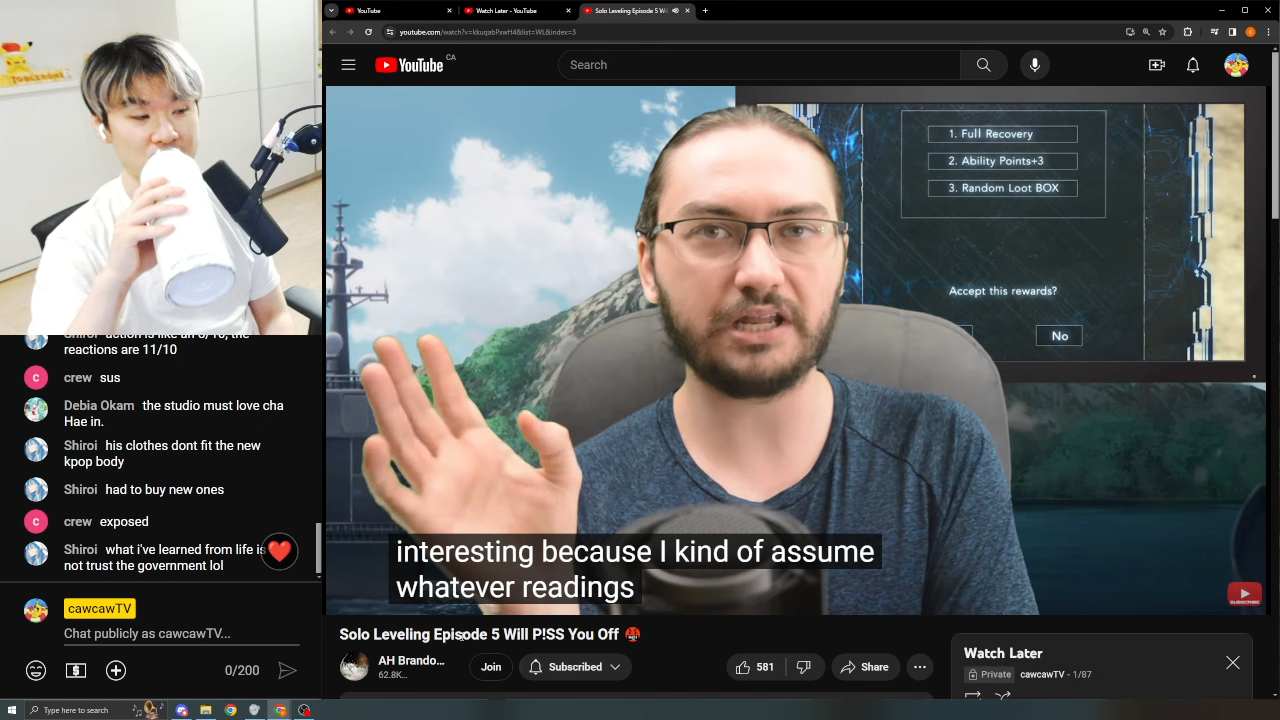 YouTube
Watch Later - YouTube
Solo Leveling Episode 5 Wi
youtube.com/watch?v=kkuqabPxwH4&list=WL&index=3
YouTube
CA
Search
1. Full Recovery
2. Ability Points+3
3. Random Loot BOX
Accept this rewards?
No
reactions are 11/10
crew sus
Debia Okam the studio must love cha
Hae in.
Shiroi his clothes dont fit the new
kpop body
Shiroi had to buy new ones
crew exposed
Shiroi what i've learned from life is
not trust the government lol
cawcawTV
Chat publicly as cawcawTV...
0/200
interesting because I kind of assume
whatever readings
SUBSCRIBE
Solo Leveling Episode 5 Will P!SS You Off 🤬
AH Brando...
62.8K...
Join
Subscribed
581
Share
Watch Later
Private cawcawTV - 1/87
Type here to search